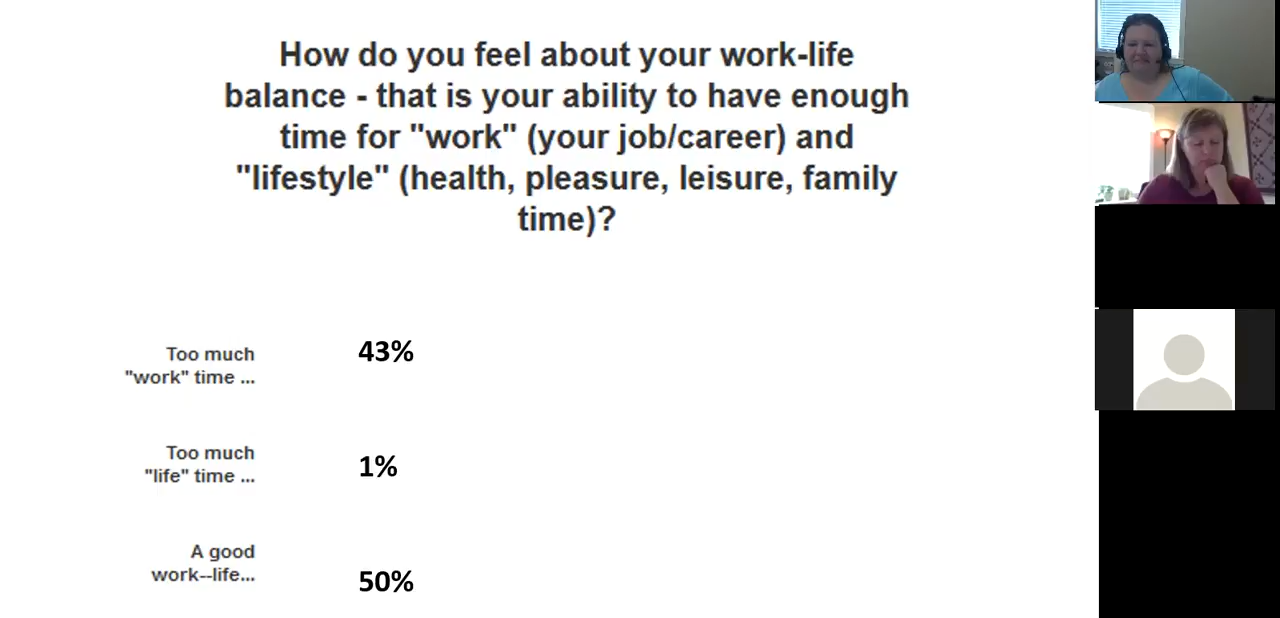 How do you feel about your work-life
balance - that is your ability to have enough
time for "work" (your job/career) and
"lifestyle" (health, pleasure, leisure, family
time)?
Too much
"work" time ...
43%
Too much
"life" time ...
1%
A good
work--life...
50%